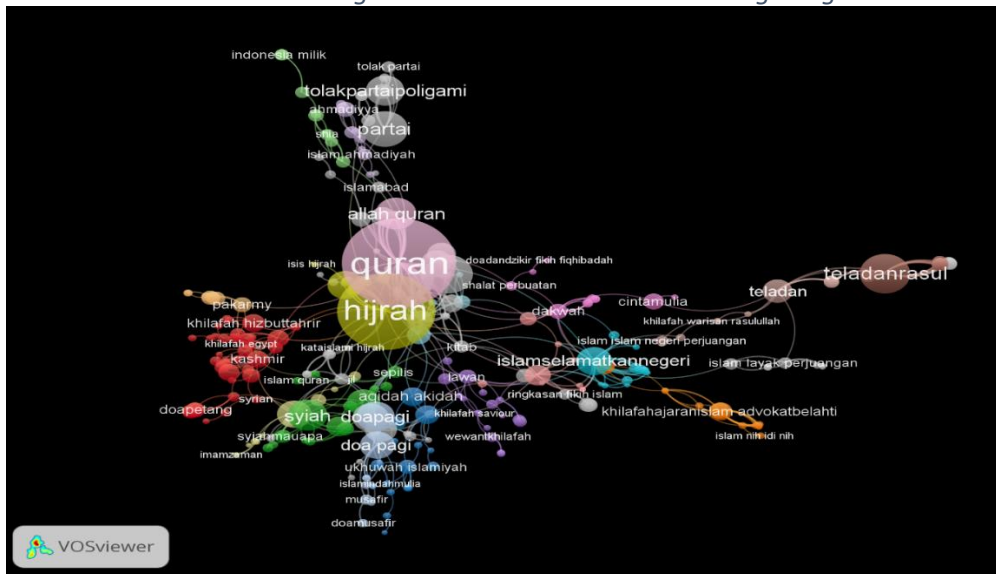 indonesia milik
tolak partai
tolakpartaipoligami
ahmadiyya
partai
shia
islam ahmadiyah
islamabad
allah quran
isis hijrah
quran
doadandzikir fikih fiqhibadah
shalat perbuatan
teladanrasul
teladan
hijrah
pakarmy
dakwah
cintamulia
khilafah hizbuttahrir
khilafah warisan rasulullah
khilafah egypt
kataislami hijrah
kitab
islam islam negeri perjuangan
kashmir
islamselamatkannegeri
islam layak perjuangan
islam quran
jil
sepilis
lawan
syrian
aqidah akidah
ringkasan fikih islam
doapetang
syiah
doapagi
khilafah saviour
khilafahajaranislam advokatbelahti
syiahmauapa
wewantkhilafah
islam nih idi nih
doa pagi
imamzaman
ukhuwah islamiyah
islamindahmulia
musafir
doamusafir
VOSviewer